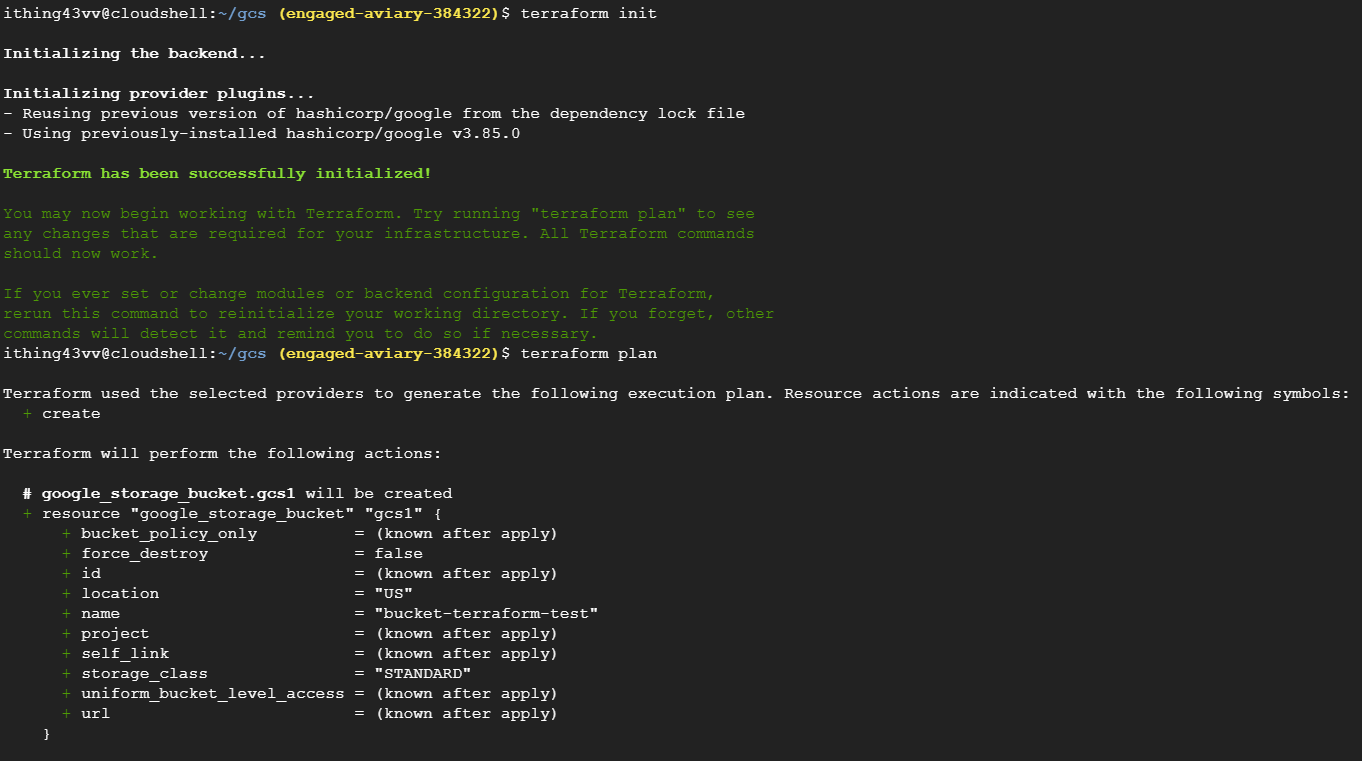 ithing43vv@cloudshell:~/gcs (engaged-aviary-384322)$ terraform init
Initializing the backend...
Initializing provider plugins...
- Reusing previous version of hashicorp/google from the dependency lock file
- Using previously-installed hashicorp/google v3.85.0
Terraform has been successfully initialized!
You may now begin working with Terraform. Try running "terraform plan" to see
any changes that are required for your infrastructure. All Terraform commands
should now work.
If you ever set or change modules or backend configuration for Terraform,
rerun this command to reinitialize your working directory. If you forget, other
commands will detect it and remind you to do so if necessary.
ithing43vv@cloudshell:~/gcs (engaged-aviary-384322)$ terraform plan
Terraform used the selected providers to generate the following execution plan. Resource actions are indicated with the following symbols:
  + create
Terraform will perform the following actions:
  # google_storage_bucket.gcs1 will be created
  + resource "google_storage_bucket" "gcs1" {
      + bucket_policy_only          = (known after apply)
      + force_destroy               = false
      + id                          = (known after apply)
      + location                    = "US"
      + name                        = "bucket-terraform-test"
      + project                     = (known after apply)
      + self_link                   = (known after apply)
      + storage_class               = "STANDARD"
      + uniform_bucket_level_access = (known after apply)
      + url                         = (known after apply)
    }